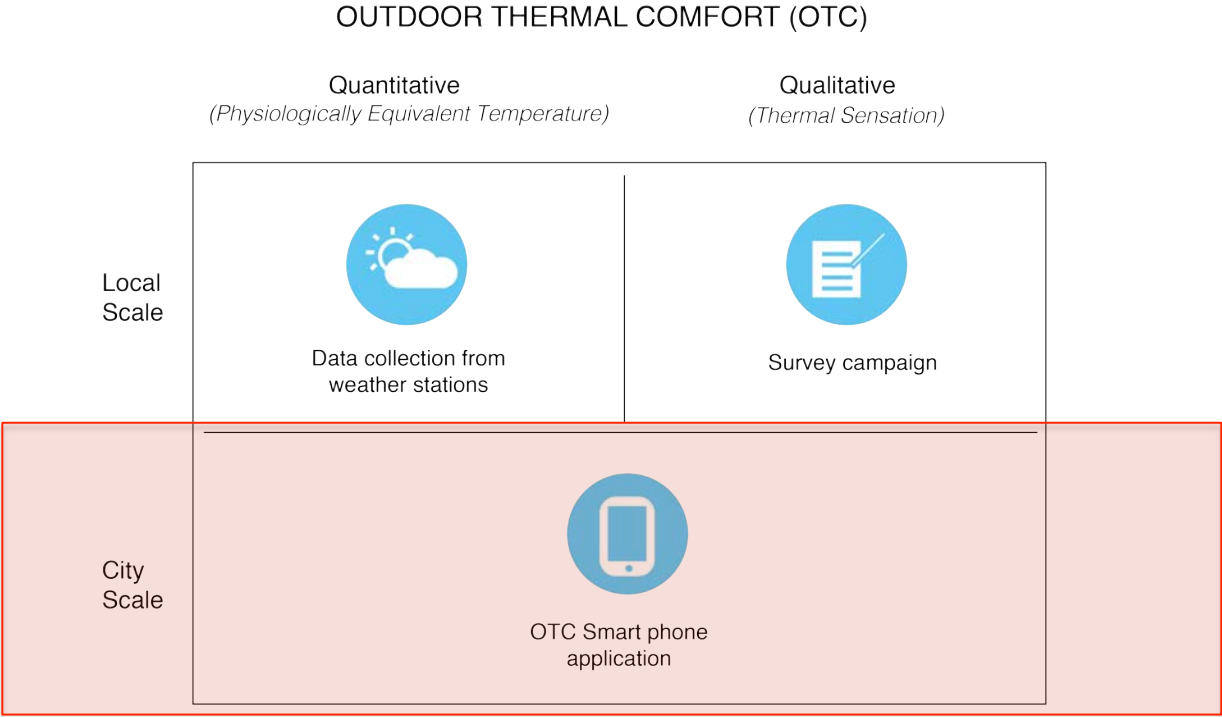 OUTDOOR THERMAL COMFORT (OTC)
Quantitative
(Physiologically Equivalent Temperature)
Qualitative
(Thermal Sensation)
Local
Scale
Data collection from
weather stations
Survey campaign
City
Scale
OTC Smart phone
application